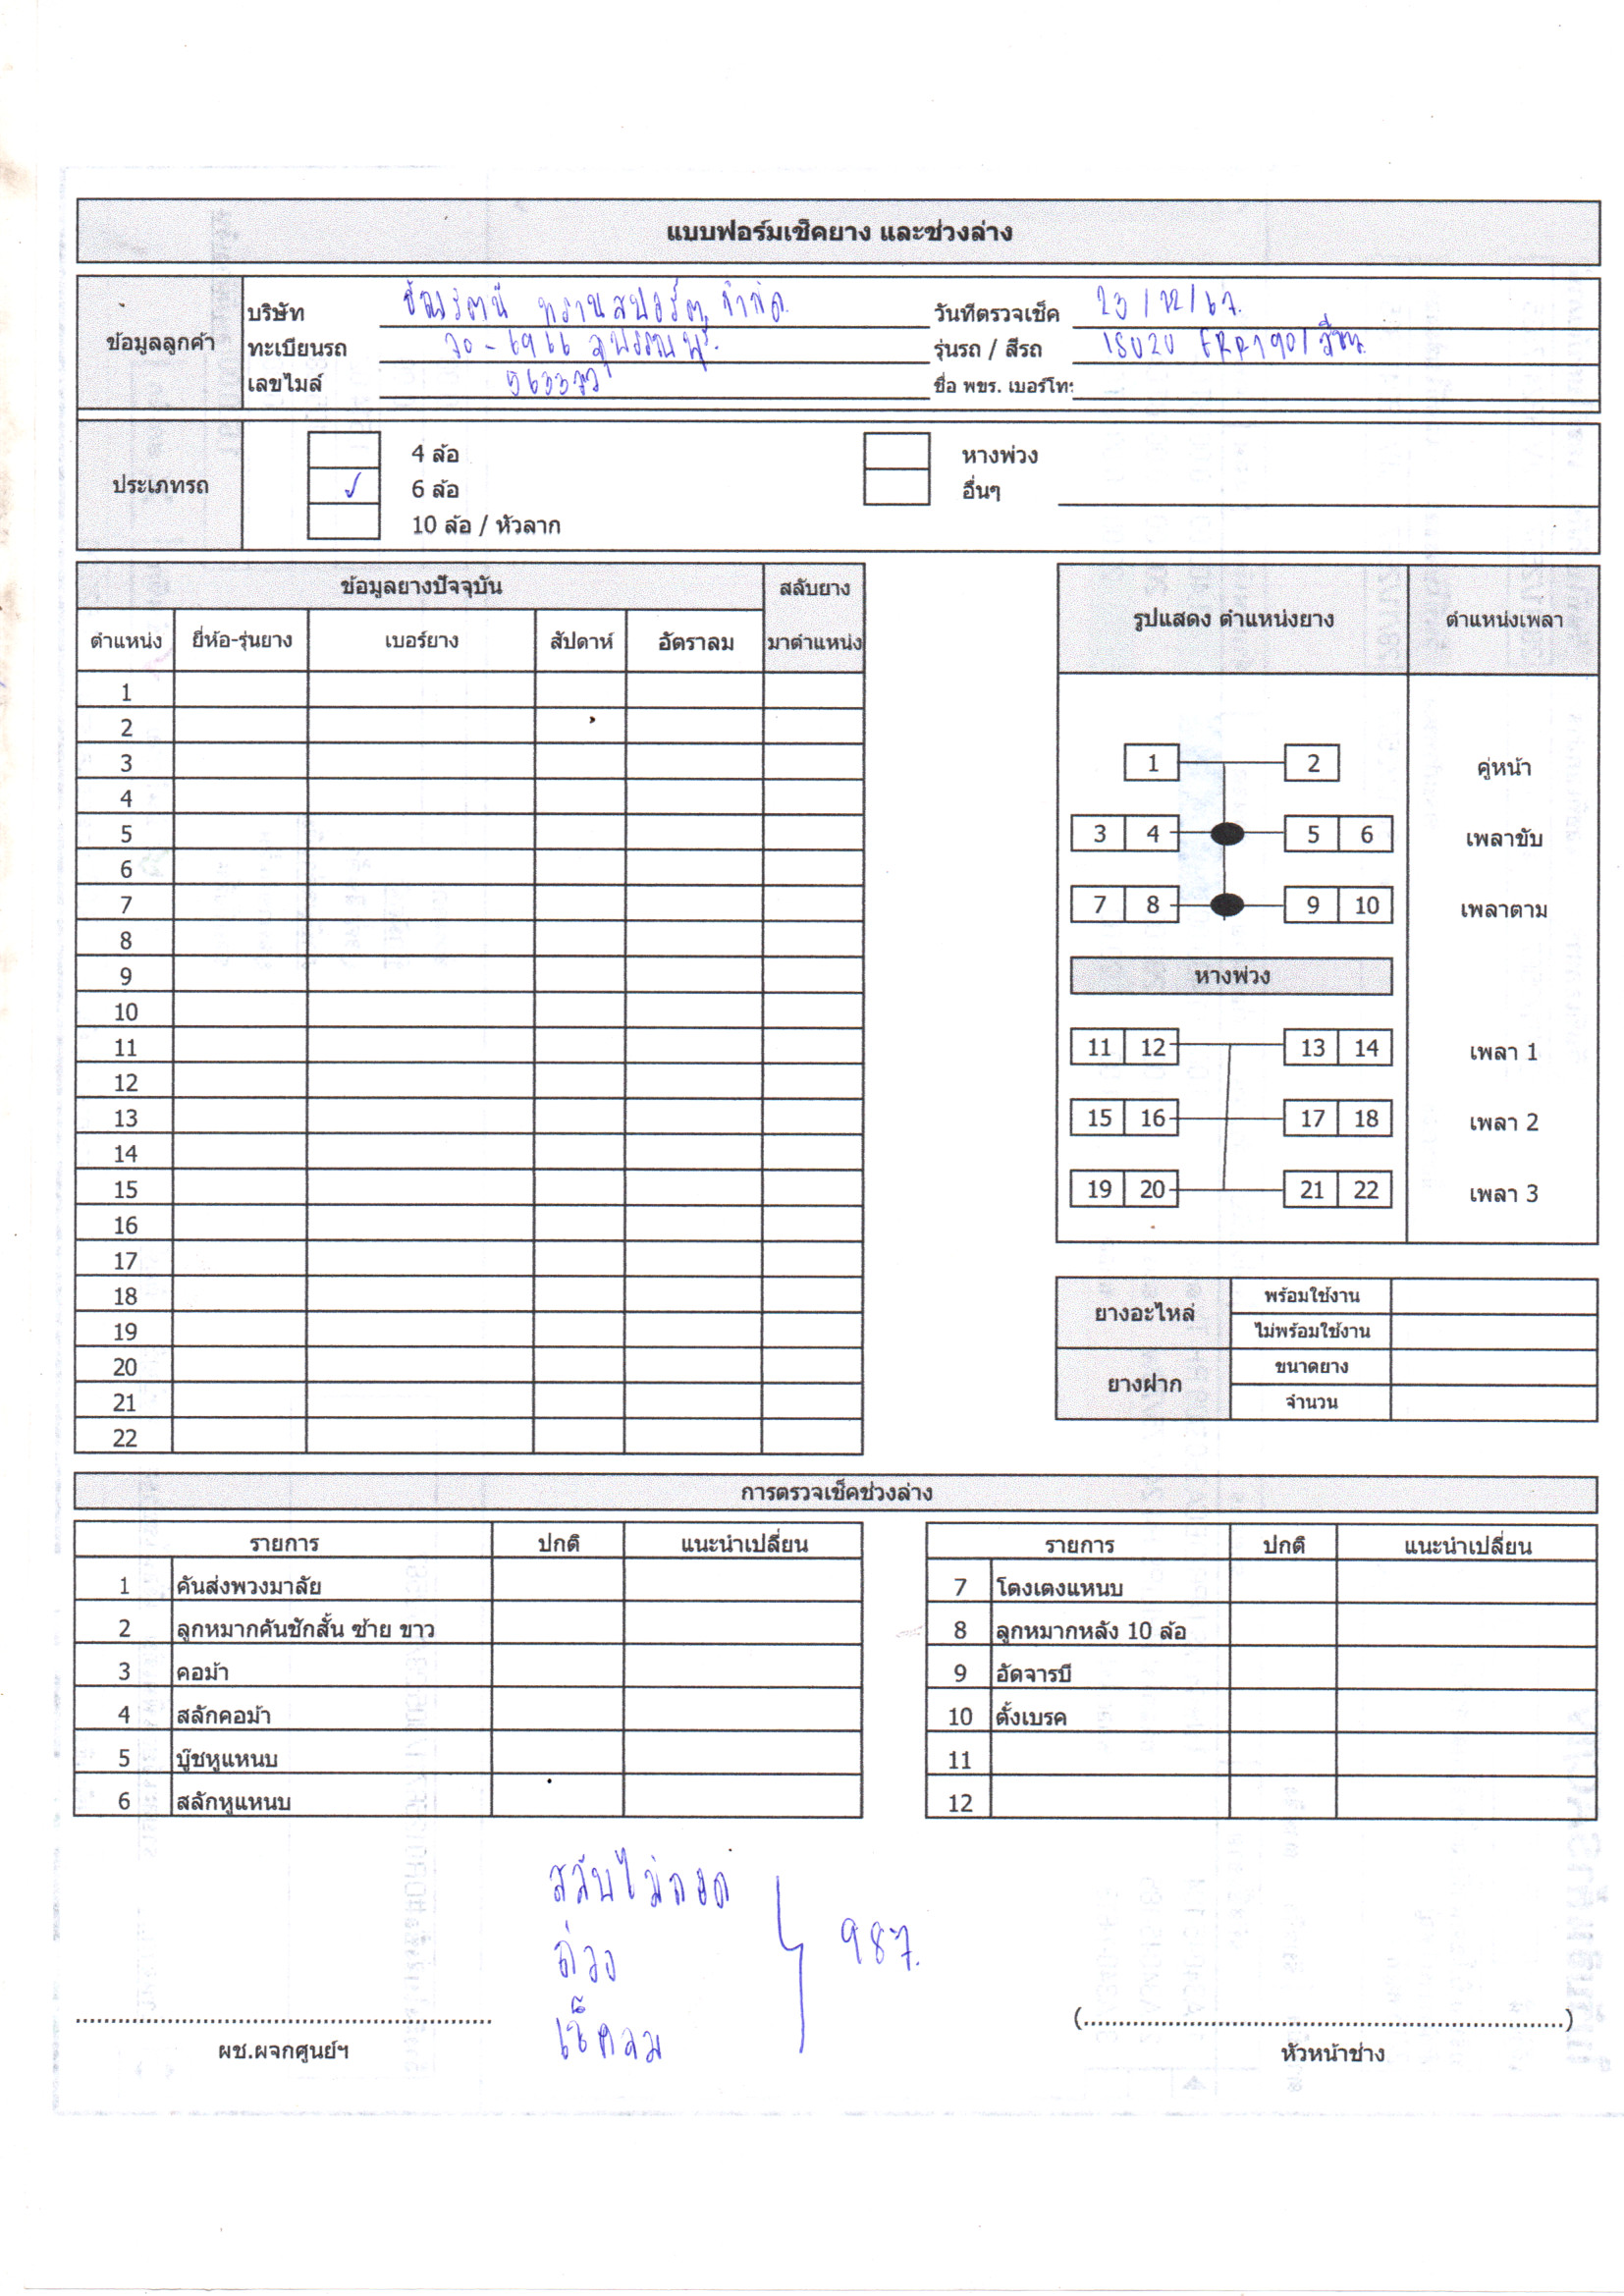 แบบฟอร์มเช็คยาง และช่วงล่าง
ข้อมูลลูกค้า
บริษัท ทรานสปอร์ต จำกัด วันที่ตรวจเช็ค 23/12/67.
ทะเบียนรถ สุพรรณบุรี. รุ่นรถ / สีรถ ISUZU FRR190/
เลขไมล์ ชื่อ พขร. เบอร์โทร
ประเภทรถ
4 ล้อ หางพ่วง
✓ 6 ล้อ อื่นๆ
10 ล้อ / หัวลาก
ข้อมูลยางปัจจุบัน สลับยาง
ตำแหน่ง ยี่ห้อ-รุ่นยาง เบอร์ยาง สัปดาห์ อัตราลม มาตำแหน่ง
1
2
3
4
5
6
7
8
9
10
11
12
13
14
15
16
17
18
19
20
21
22
รูปแสดง ตำแหน่งยาง ตำแหน่งเพลา
1 2 คู่หน้า
3 4 5 6 เพลาขับ
7 8 9 10 เพลาตาม
หางพ่วง
11 12 13 14 เพลา 1
15 16 17 18 เพลา 2
19 20 21 22 เพลา 3
ยางอะไหล่ พร้อมใช้งาน
ไม่พร้อมใช้งาน
ยางฝาก ขนาดยาง
จำนวน
การตรวจเช็คช่วงล่าง
รายการ ปกติ แนะนำเปลี่ยน
1 คันส่งพวงมาลัย
2 ลูกหมากคันชักสั้น ซ้าย ขาว
3 คอม้า
4 สลักคอม้า
5 บู๊ชหูแหนบ
6 สลักหูแหนบ
รายการ ปกติ แนะนำเปลี่ยน
7 โตงเตงแหนบ
8 ลูกหมากหลัง 10 ล้อ
9 อัดจารบี
10 ตั้งเบรค
11
12
สลับไม่ถอด
ถ่วง 987.
เช็คลม
ผช.ผจกศูนย์ฯ
(..........) หัวหน้าช่าง